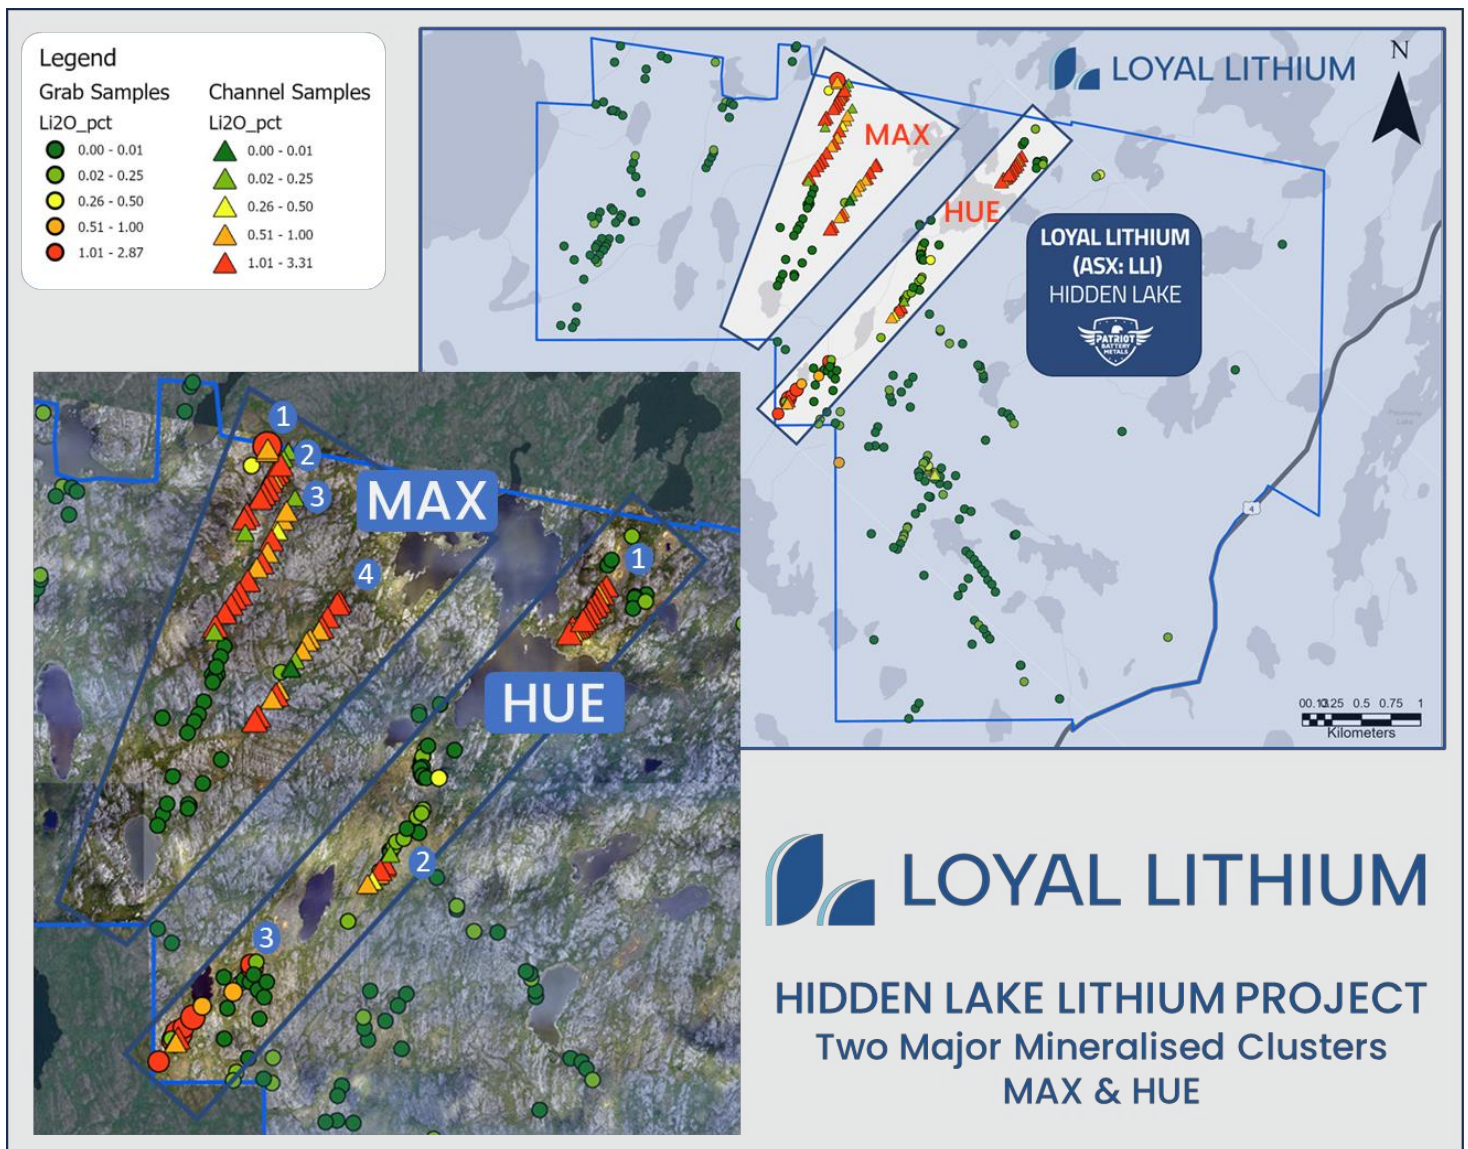 Legend
Grab Samples
Li2O_pct
0.00 - 0.01
0.02 - 0.25
0.26 - 0.50
0.51 - 1.00
1.01 - 2.87
Channel Samples
Li2O_pct
0.00 - 0.01
0.02 - 0.25
0.26 - 0.50
0.51 - 1.00
1.01 - 3.31
LOYAL LITHIUM
N
MAX
HUE
LOYAL LITHIUM
(ASX: LLI)
HIDDEN LAKE
PATRIOT
BATTERY
METALS
4
0.5 0.75 1
Kilometers
1
2
3
4
MAX
1
HUE
2
3
LOYAL LITHIUM
HIDDEN LAKE LITHIUM PROJECT
Two Major Mineralised Clusters
MAX & HUE